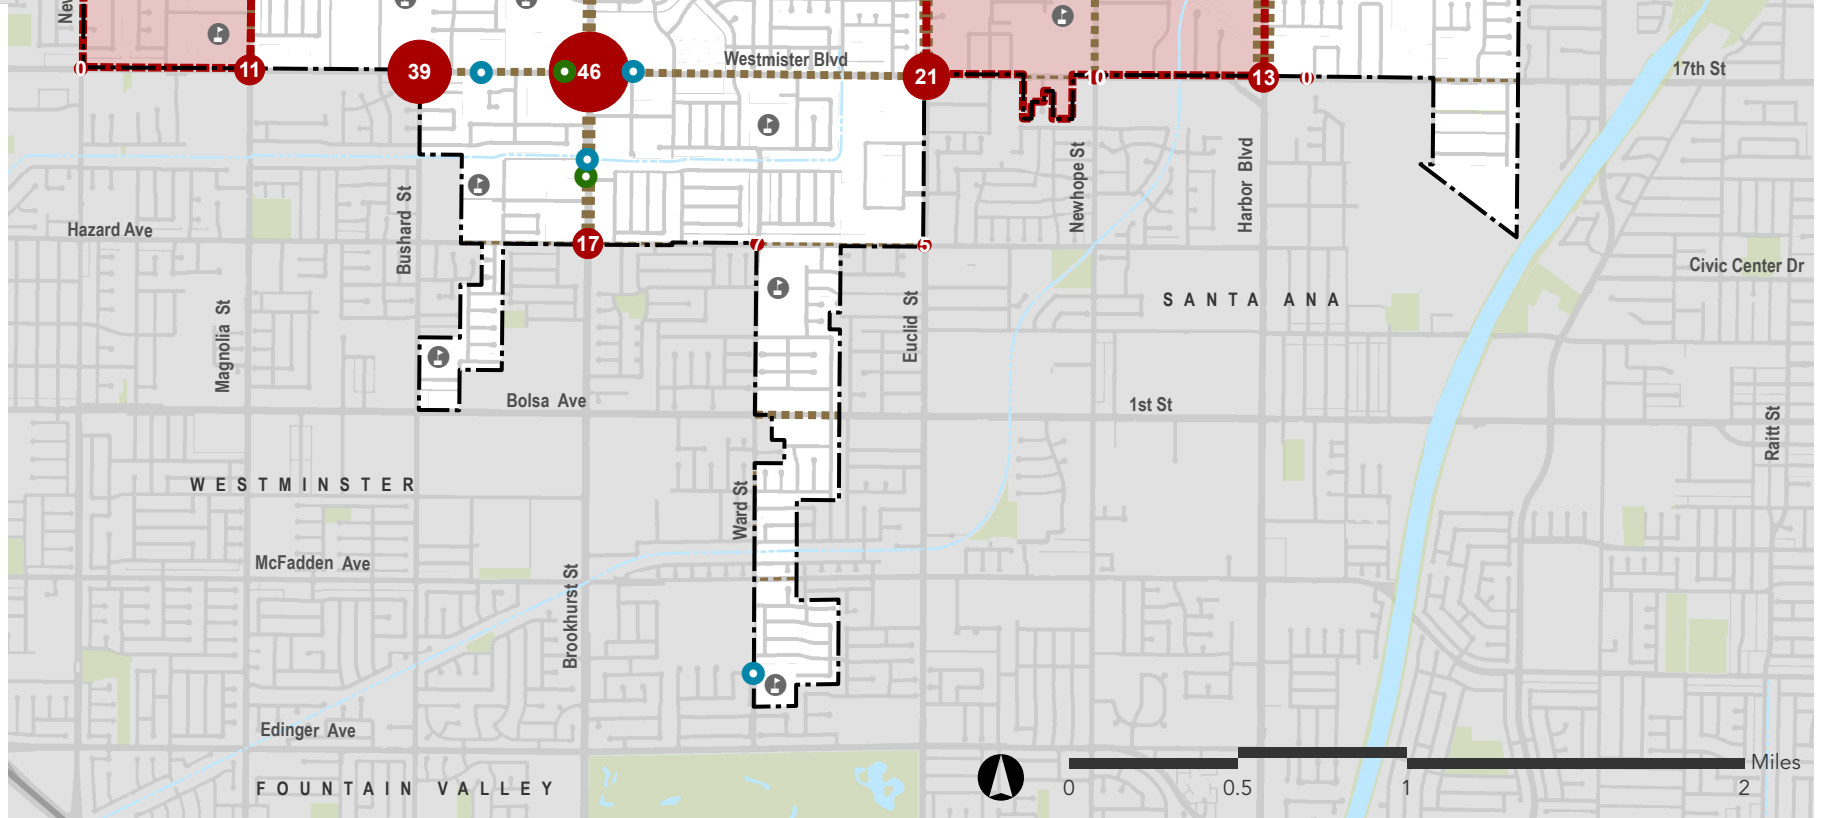 Westmister Blvd
17th St
0
11
39
46
21
10
13
0
Newhope St
Harbor Blvd
Bushard St
Hazard Ave
17
7
5
Civic Center Dr
SANTA ANA
Magnolia St
Euclid St
Bolsa Ave
1st St
Raitt St
WESTMINSTER
Ward St
McFadden Ave
Brookhurst St
Edinger Ave
FOUNTAIN VALLEY
Miles
0 0.5 1 2